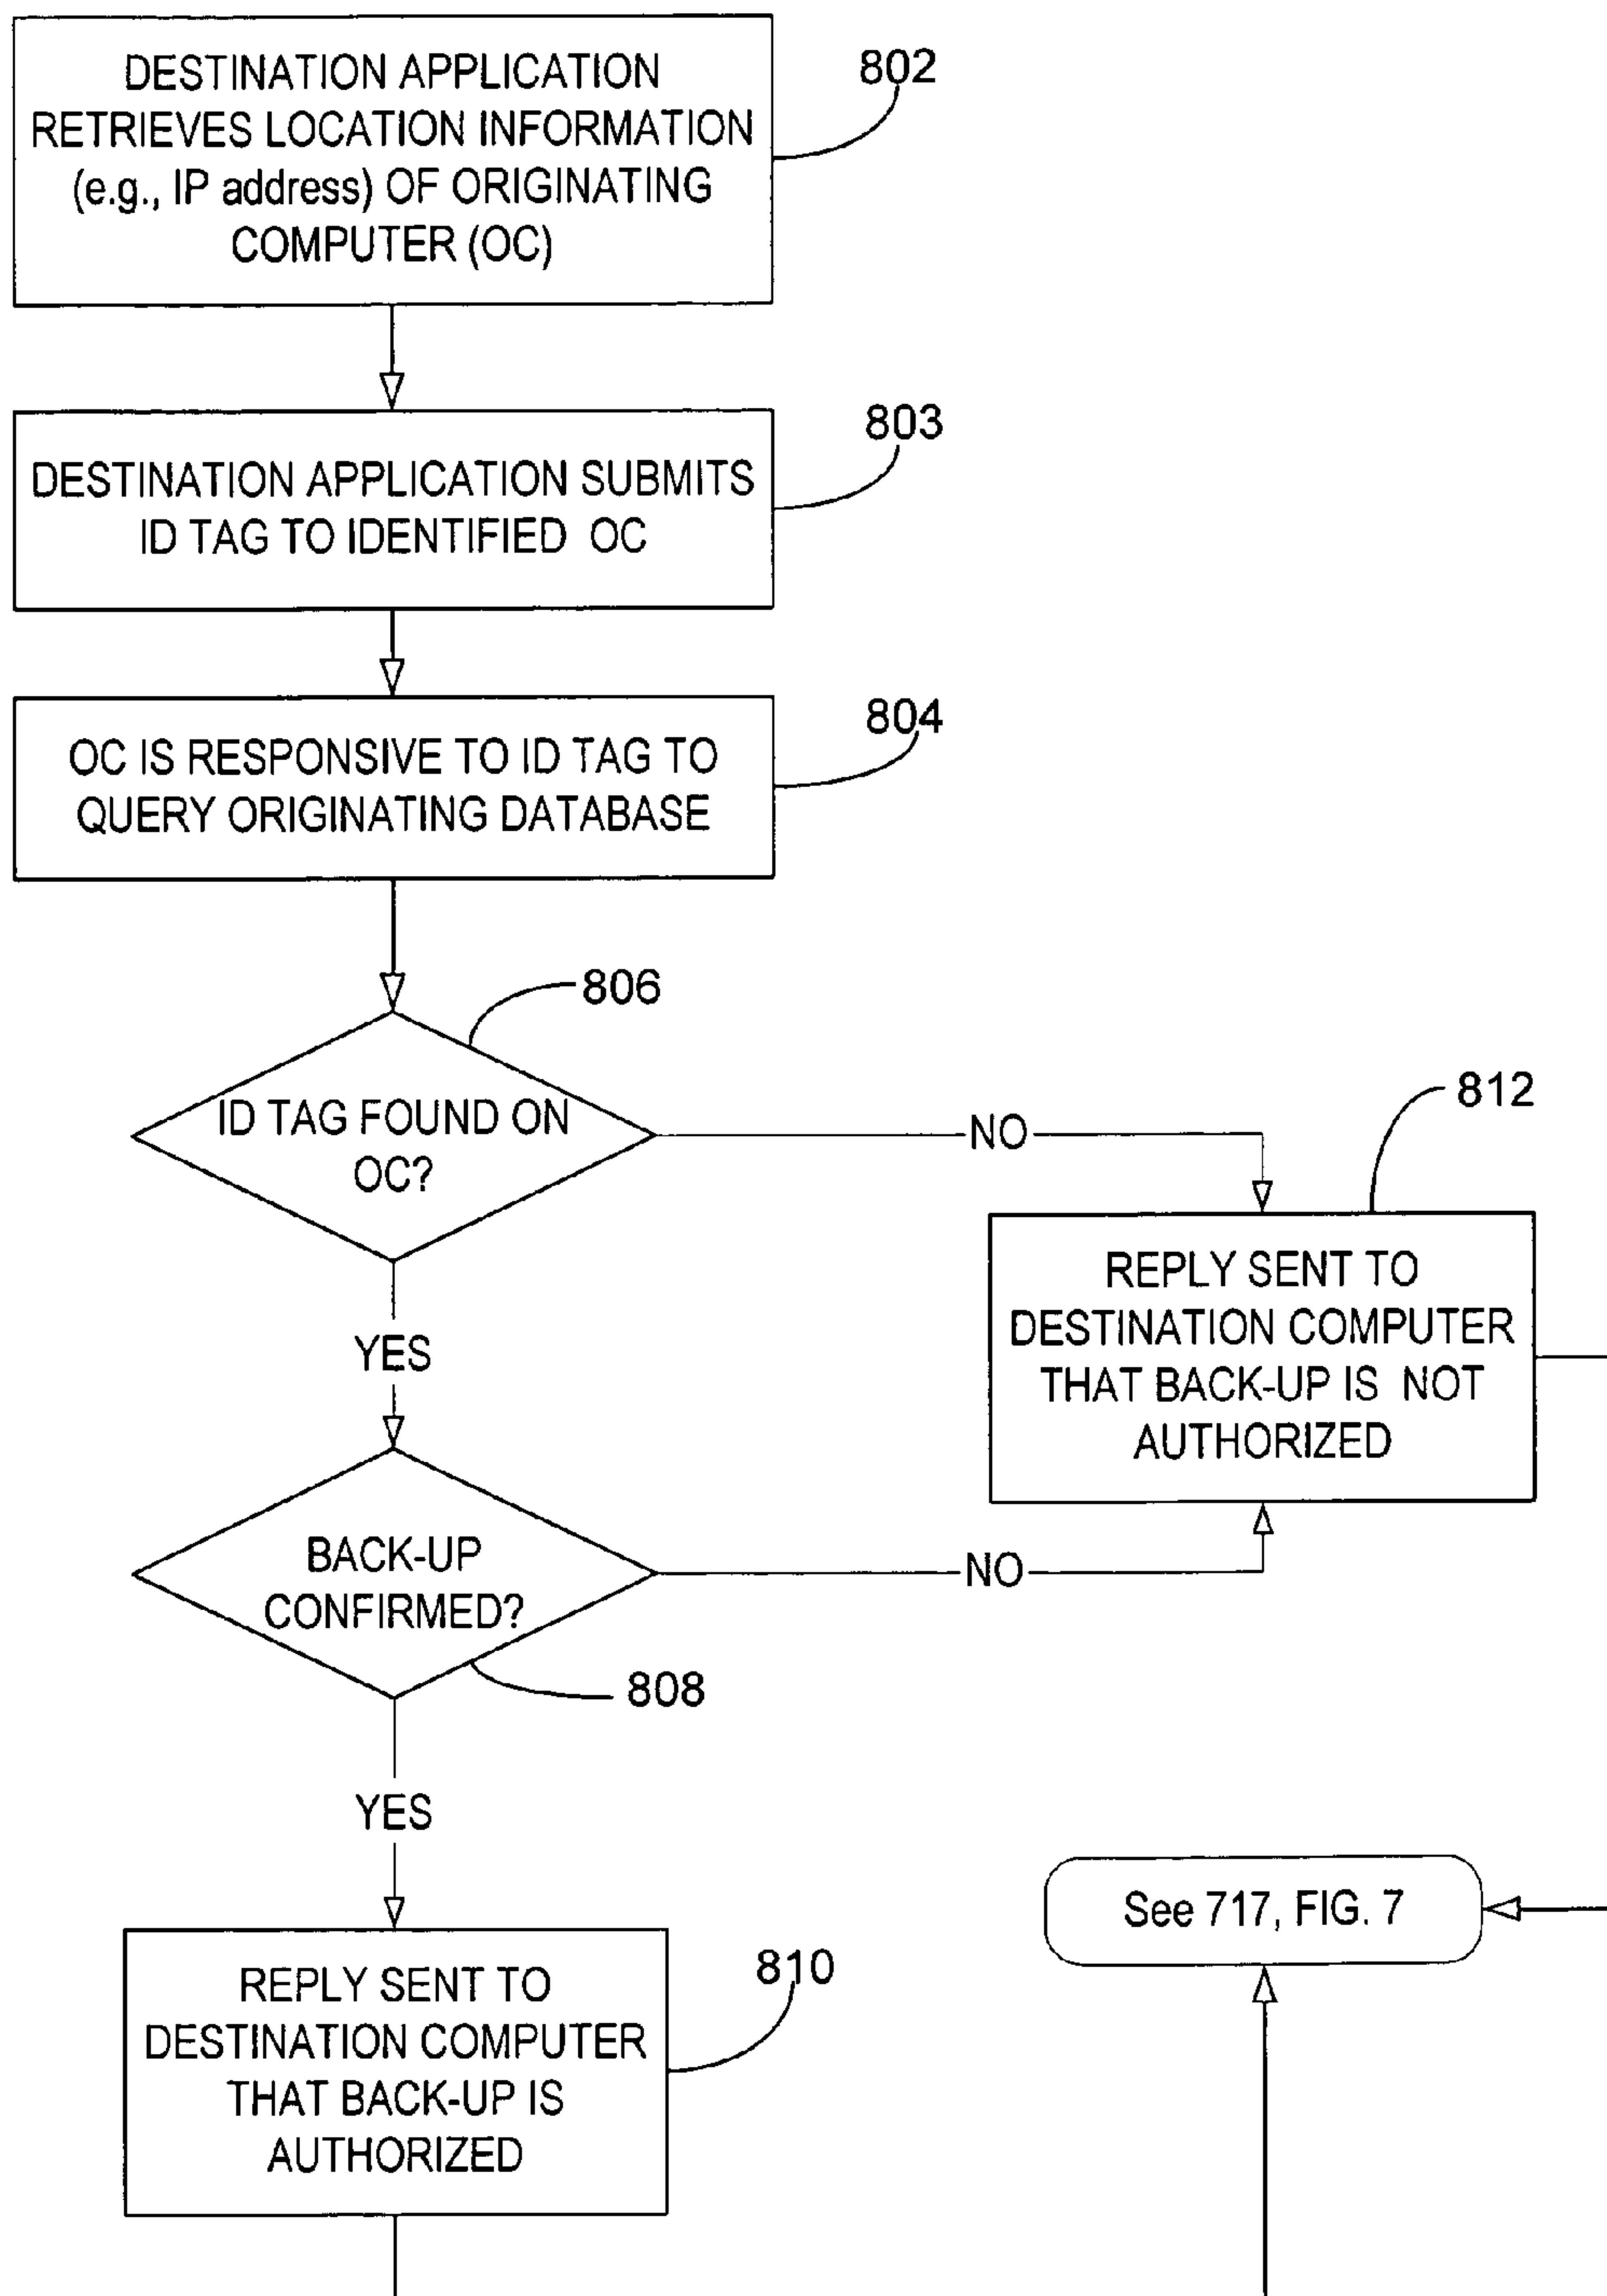 DESTINATION APPLICATION
RETRIEVES LOCATION INFORMATION
(e.g., IP address) OF ORIGINATING
COMPUTER (OC)
802
DESTINATION APPLICATION SUBMITS
ID TAG TO IDENTIFIED OC
803
OC IS RESPONSIVE TO ID TAG TO
QUERY ORIGINATING DATABASE
804
806
ID TAG FOUND ON
OC?
NO
812
REPLY SENT TO
DESTINATION COMPUTER
THAT BACK-UP IS NOT
AUTHORIZED
YES
BACK-UP
CONFIRMED?
NO
808
YES
See 717, FIG. 7
REPLY SENT TO
DESTINATION COMPUTER
THAT BACK-UP IS
AUTHORIZED
810